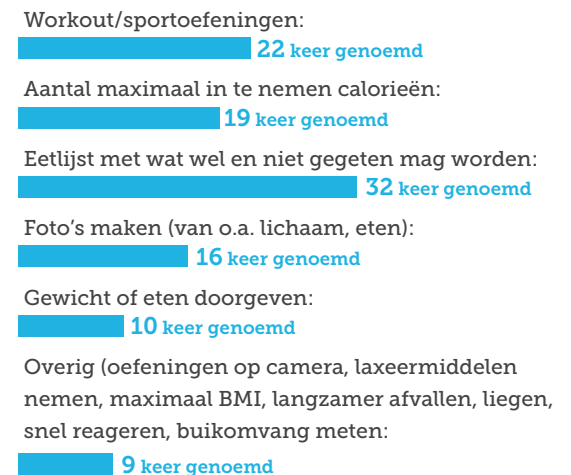 Workout/sportoefeningen:
22 keer genoemd
Aantal maximaal in te nemen calorieën:
19 keer genoemd
Eetlijst met wat wel en niet gegeten mag worden:
32 keer genoemd
Foto's maken (van o.a. lichaam, eten):
16 keer genoemd
Gewicht of eten doorgeven:
10 keer genoemd
Overig (oefeningen op camera, laxeermiddelen
nemen, maximaal BMI, langzamer afvallen, liegen,
snel reageren, buikomvang meten:
9 keer genoemd